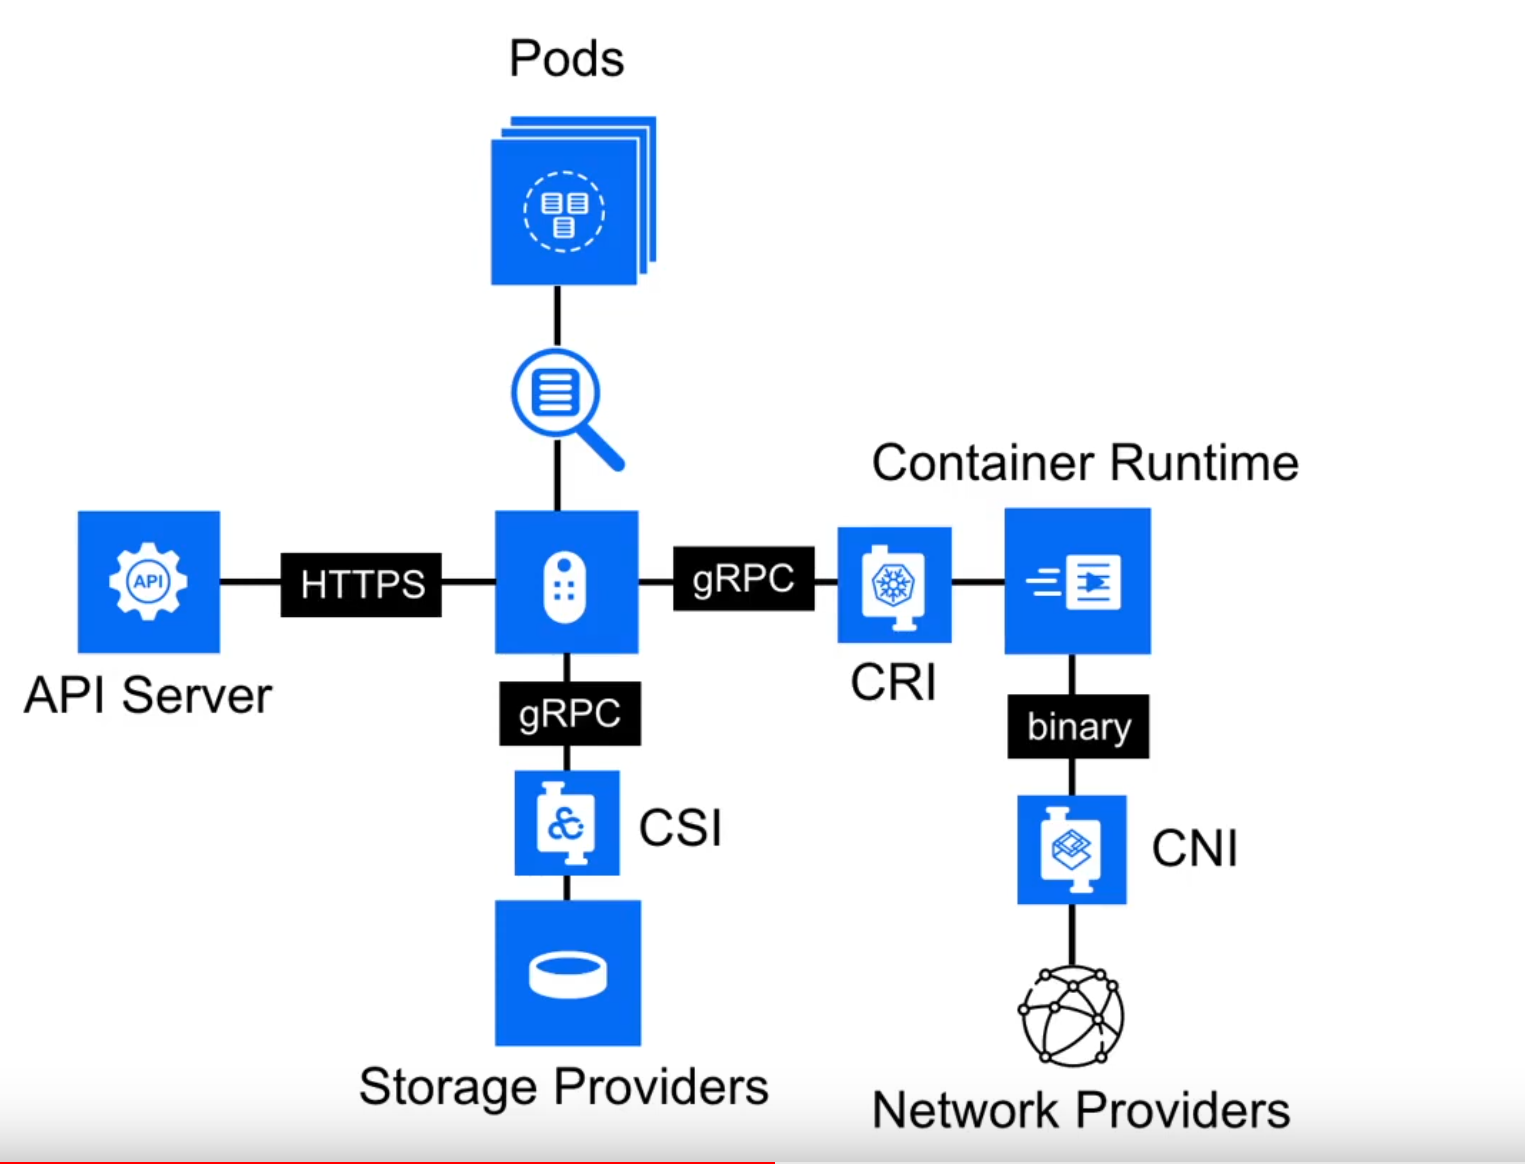 Pods
Container Runtime
API
HTTPS
gRPC
API Server
CRI
gRPC
binary
CSI
CNI
Storage Providers
Network Providers